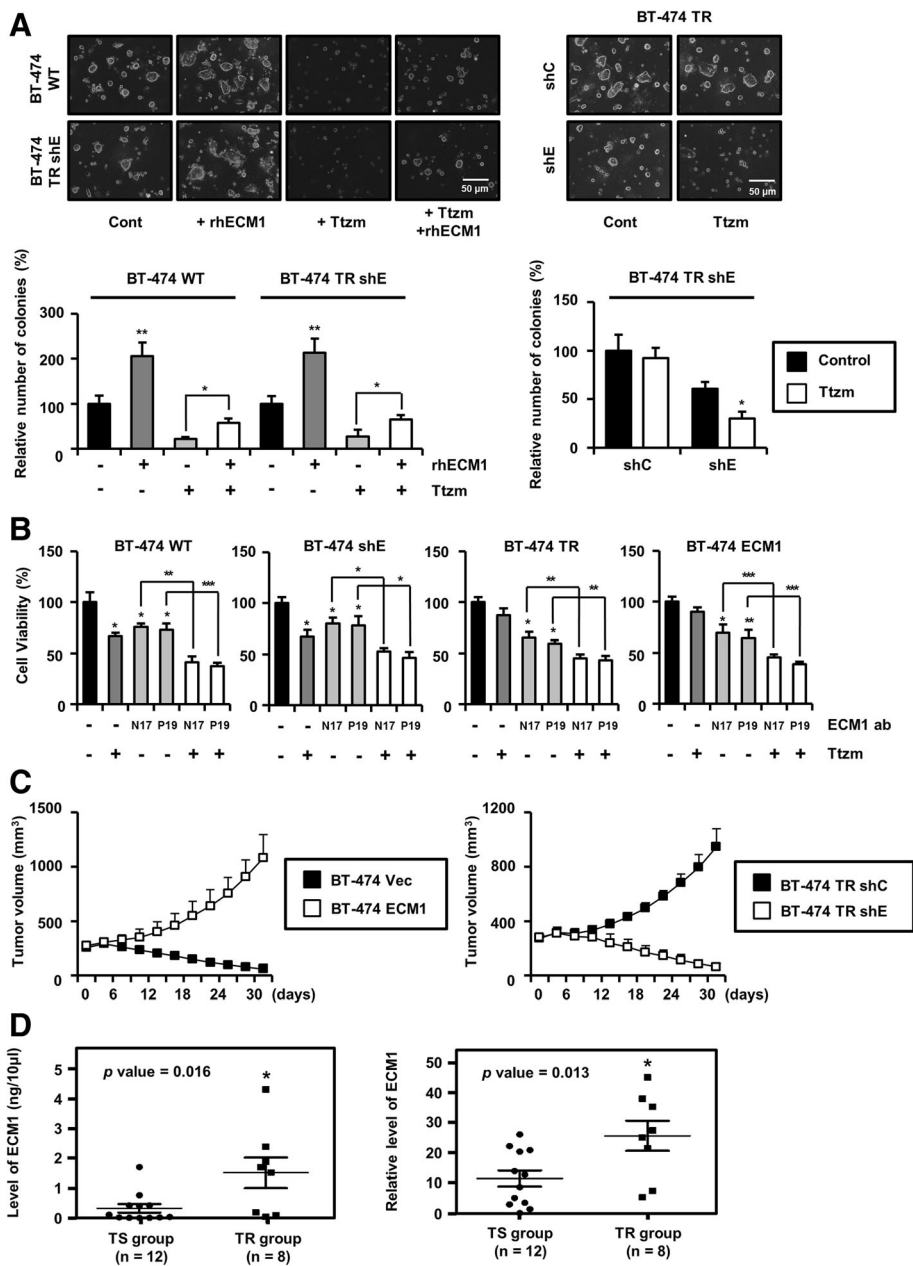 A
BT-474 TR
BT-474
WT
BT-474
TR shE
50 µm
Cont
+ rhECM1
+ Ttzm
+ Ttzm
+rhECM1
shC
shE
50 µm
Cont
Ttzm
Relative number of colonies (%)
BT-474 WT
BT-474 TR shE
300
200
100
0
**
*
**
*
- + - + - + - + rhECM1
- - + + - - + + Ttzm
Relative number of colonies (%)
BT-474 TR shE
150
100
50
0
*
shC shE
Control
Ttzm
B
Cell Viability (%)
BT-474 WT
150
100
50
0
* * * ** ***
BT-474 shE
150
100
50
0
* * * * *
BT-474 TR
150
100
50
0
* * ** **
BT-474 ECM1
150
100
50
0
* ** *** ***
- - N17 P19 N17 P19 - - N17 P19 N17 P19 - - N17 P19 N17 P19 - - N17 P19 N17 P19 ECM1 ab
- + - - + + - + - - + + - + - - + + - + - - + + Ttzm
C
Tumor volume (mm³)
1500
1000
500
0
0 6 12 18 24 30 (days)
BT-474 Vec
BT-474 ECM1
Tumor volume (mm³)
1200
800
400
0
0 6 12 18 24 30 (days)
BT-474 TR shC
BT-474 TR shE
D
Level of ECM1 (ng/10µl)
5
4
3
2
1
0
p value = 0.016
*
TS group
(n = 12)
TR group
(n = 8)
Relative level of ECM1
50
40
30
20
10
0
p value = 0.013
*
TS group
(n = 12)
TR group
(n = 8)